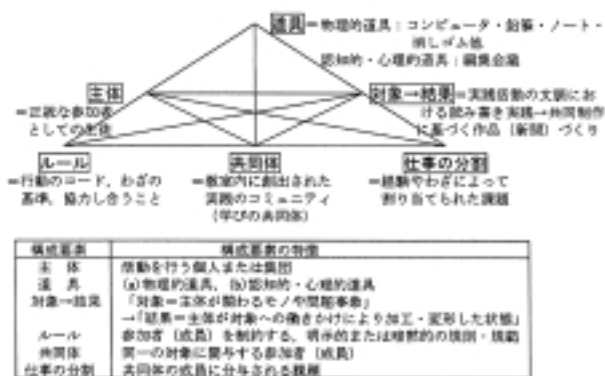 道具＝物理的道具：コンピュータ・鉛筆・ノート・
消しゴム他
認知的・心理的道具：編集会議
主体
＝正統な参加者
としての生徒
対象→結果＝実践活動の文脈にお
ける読み書き実践→共同制作
に基づく作品（新聞）づくり
ルール
＝行動のコード，わざの
基準，協力し合うこと
共同体
＝教室内に創出された
実践のコミュニティ
（学びの共同体）
仕事の分割
＝経験やわざによって
割り当てられた課題
構成要素 構成要素の特徴
主 体 活動を行う個人または集団
道 具 (a)物理的道具，(b)認知的・心理的道具
対象→結果 「対象＝主体が関わるモノや問題事象」
→「結果＝主体が対象への働きかけにより加工・変形した状態」
ルール 参加者（成員）を制約する，明示的または暗黙的の規則・規範
共同体 同一の対象に関与する参加者（成員）
仕事の分割 共同体の成員に分与される課題